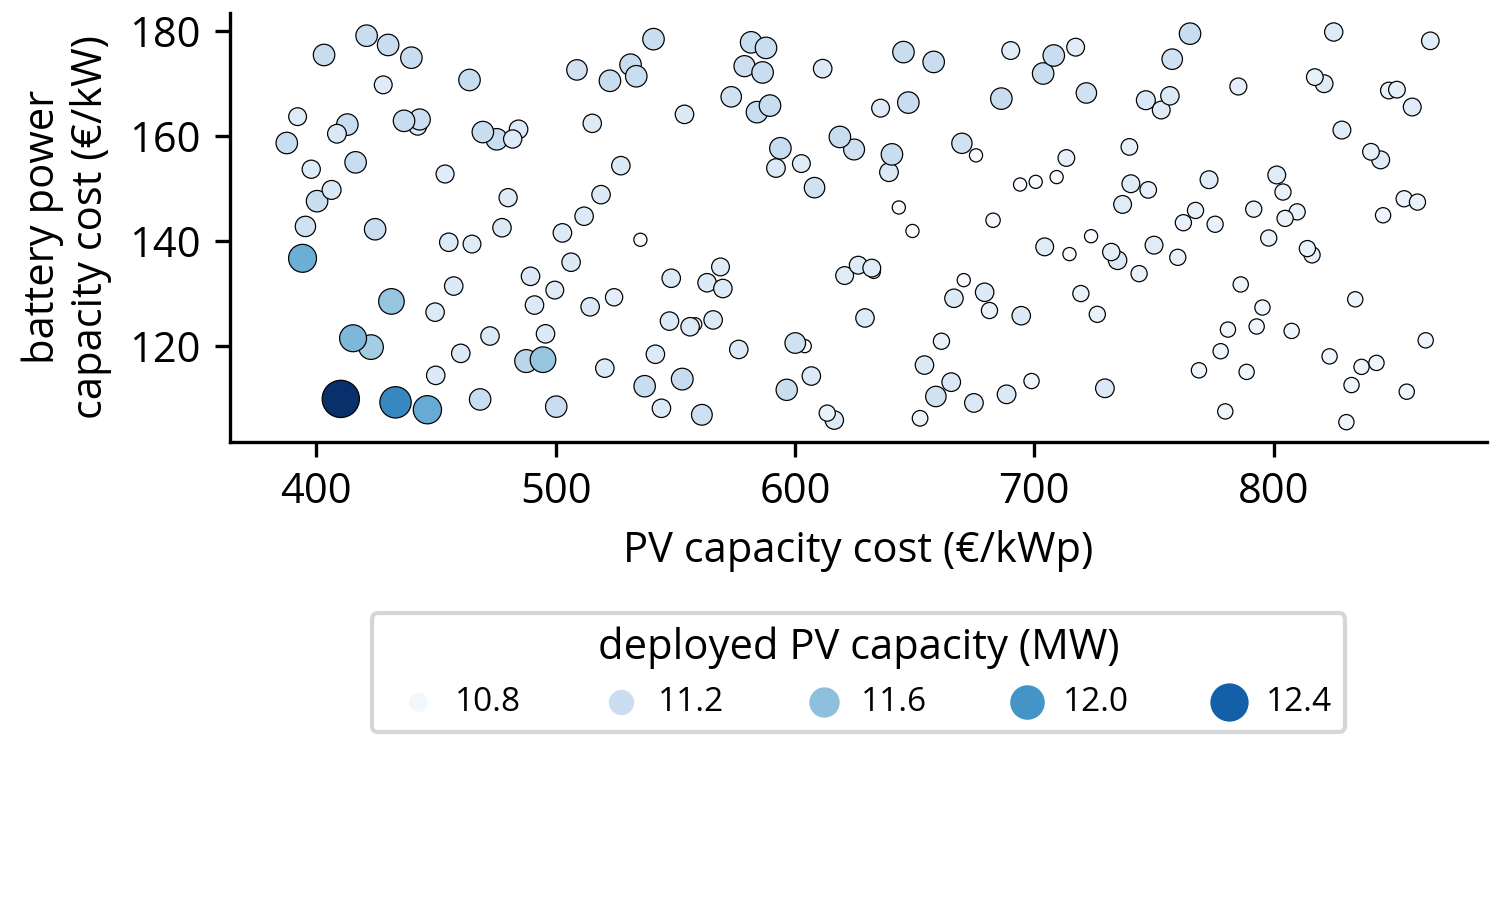 battery power
capacity cost (€/kW)
180
160
140
120
400 500 600 700 800
PV capacity cost (€/kWp)
deployed PV capacity (MW)
10.8 11.2 11.6 12.0 12.4